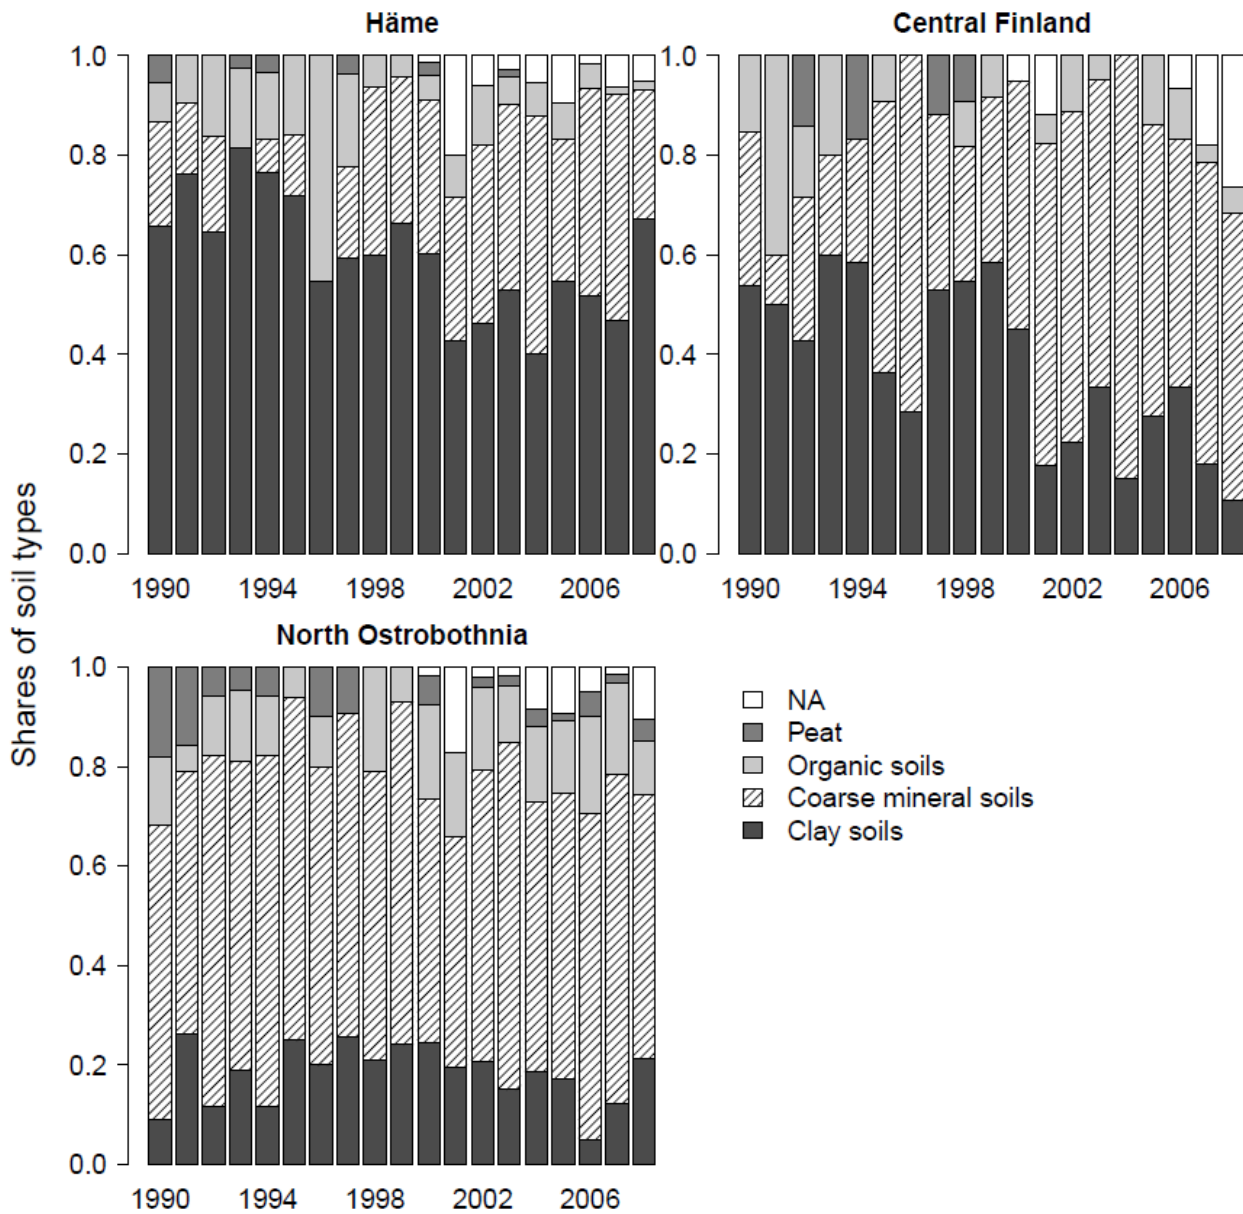 Häme
1.0
0.8
0.6
0.4
0.2
0.0
1990 1994 1998 2002 2006
Central Finland
1.0
0.8
0.6
0.4
0.2
0.0
1990 1994 1998 2002 2006
Shares of soil types
North Ostrobothnia
1.0
0.8
0.6
0.4
0.2
0.0
1990 1994 1998 2002 2006
NA
Peat
Organic soils
Coarse mineral soils
Clay soils